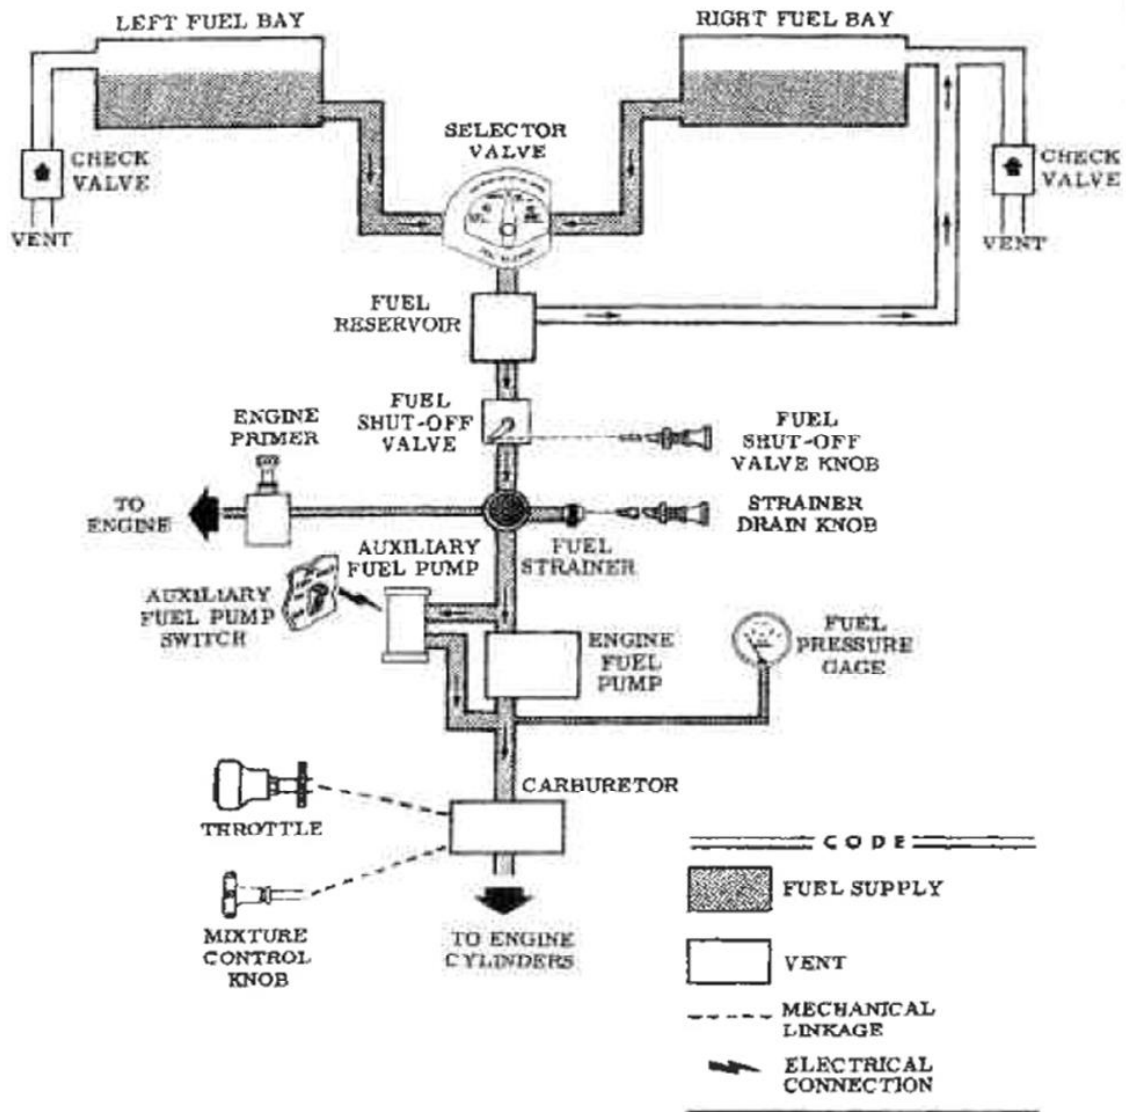 LEFT FUEL BAY
RIGHT FUEL BAY
SELECTOR
VALVE
CHECK
VALVE
VENT
CHECK
VALVE
VENT
FUEL
RESERVOIR
FUEL
SHUT-OFF
VALVE
FUEL
SHUT-OFF
VALVE KNOB
ENGINE
PRIMER
TO
ENGINE
STRAINER
DRAIN KNOB
FUEL
STRAINER
AUXILIARY
FUEL PUMP
AUXILIARY
FUEL PUMP
SWITCH
ENGINE
FUEL
PUMP
FUEL
PRESSURE
GAGE
CARBURETOR
THROTTLE
MIXTURE
CONTROL
KNOB
TO ENGINE
CYLINDERS
CODE
FUEL SUPPLY
VENT
MECHANICAL
LINKAGE
ELECTRICAL
CONNECTION